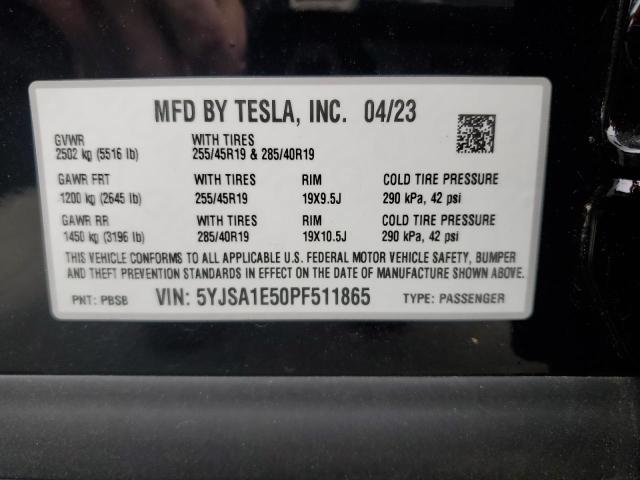 MFD BY TESLA, INC. 04/23
GVWR WITH TIRES
2502 kg (5516 lb) 255/45R19 & 285/40R19
GAWR FRT WITH TIRES RIM COLD TIRE PRESSURE
1200 kg (2645 lb) 255/45R19 19X9.5J 290 kPa, 42 psi
GAWR RR WITH TIRES RIM COLD TIRE PRESSURE
1450 kg (3196 lb) 285/40R19 19X10.5J 290 kPa, 42 psi
THIS VEHICLE CONFORMS TO ALL APPLICABLE U.S. FEDERAL MOTOR VEHICLE SAFETY, BUMPER
AND THEFT PREVENTION STANDARDS IN EFFECT ON THE DATE OF MANUFACTURE SHOWN ABOVE.
PNT: PBSB VIN: 5YJSA1E50PF511865 TYPE: PASSENGER